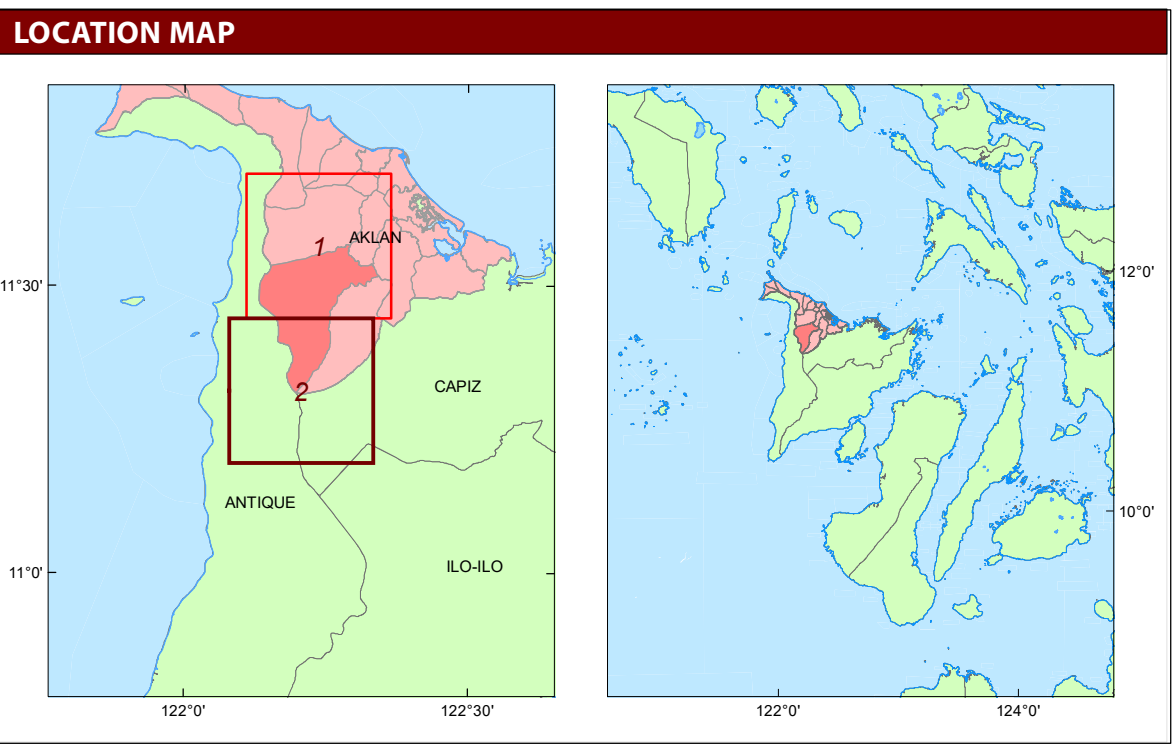 LOCATION MAP
AKLAN
1
11°30'
2
CAPIZ
ANTIQUE
ILO-ILO
11°0'
122°0'
122°30'
12°0'
10°0'
122°0'
124°0'